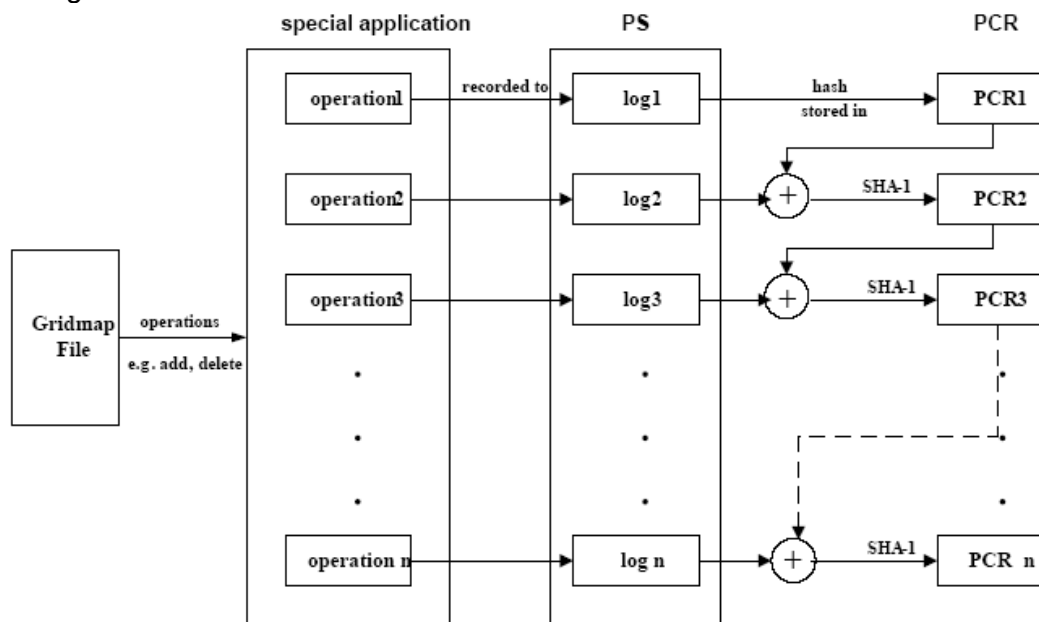 special application
PS
PCR
operation1
recorded to
log1
hash
stored in
PCR1
operation2
log2
+
SHA-1
PCR2
operation3
log3
+
SHA-1
PCR3
Gridmap
File
operations
e.g. add, delete
operation n
log n
+
SHA-1
PCR n